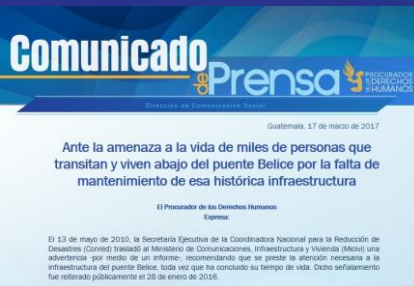 Comunicado
de Prensa
PROCURADOR
DE DERECHOS
HUMANOS
Dirección de Comunicación Social
Guatemala, 17 de marzo de 2017
Ante la amenaza a la vida de miles de personas que
transitan y viven abajo del puente Belice por la falta de
mantenimiento de esa histórica infraestructura
El Procurador de los Derechos Humanos
Expresa:
El 13 de mayo de 2010, la Secretaría Ejecutiva de la Coordinadora Nacional para la Reducción de
Desastres (Conred) trasladó al Ministerio de Comunicaciones, Infraestructura y Vivienda (Micivi) una
advertencia -por medio de un informe-, recomendando que se preste la atención necesaria a la
infraestructura del puente Belice, toda vez que ha concluido su tiempo de vida. Dicho señalamiento
fue reiterado públicamente el 28 de enero de 2016.